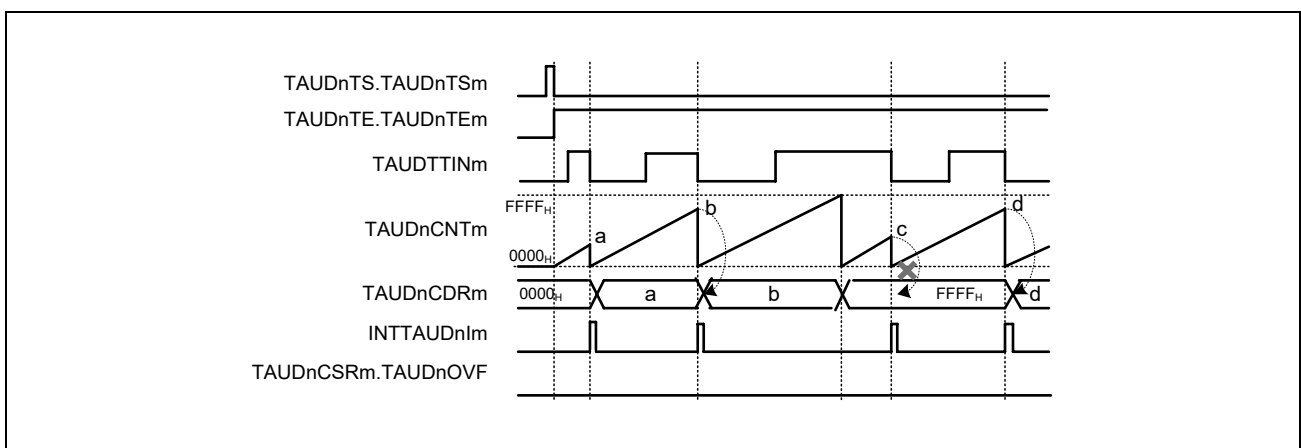 TAUDnTS.TAUDnTSm
TAUDnTE.TAUDnTEm
TAUDTTINm
FFFFH
TAUDnCNTm
0000H
a
b
c
d
TAUDnCDRm
0000H
a
b
FFFFH
d
INTTAUDnIm
TAUDnCSRm.TAUDnOVF